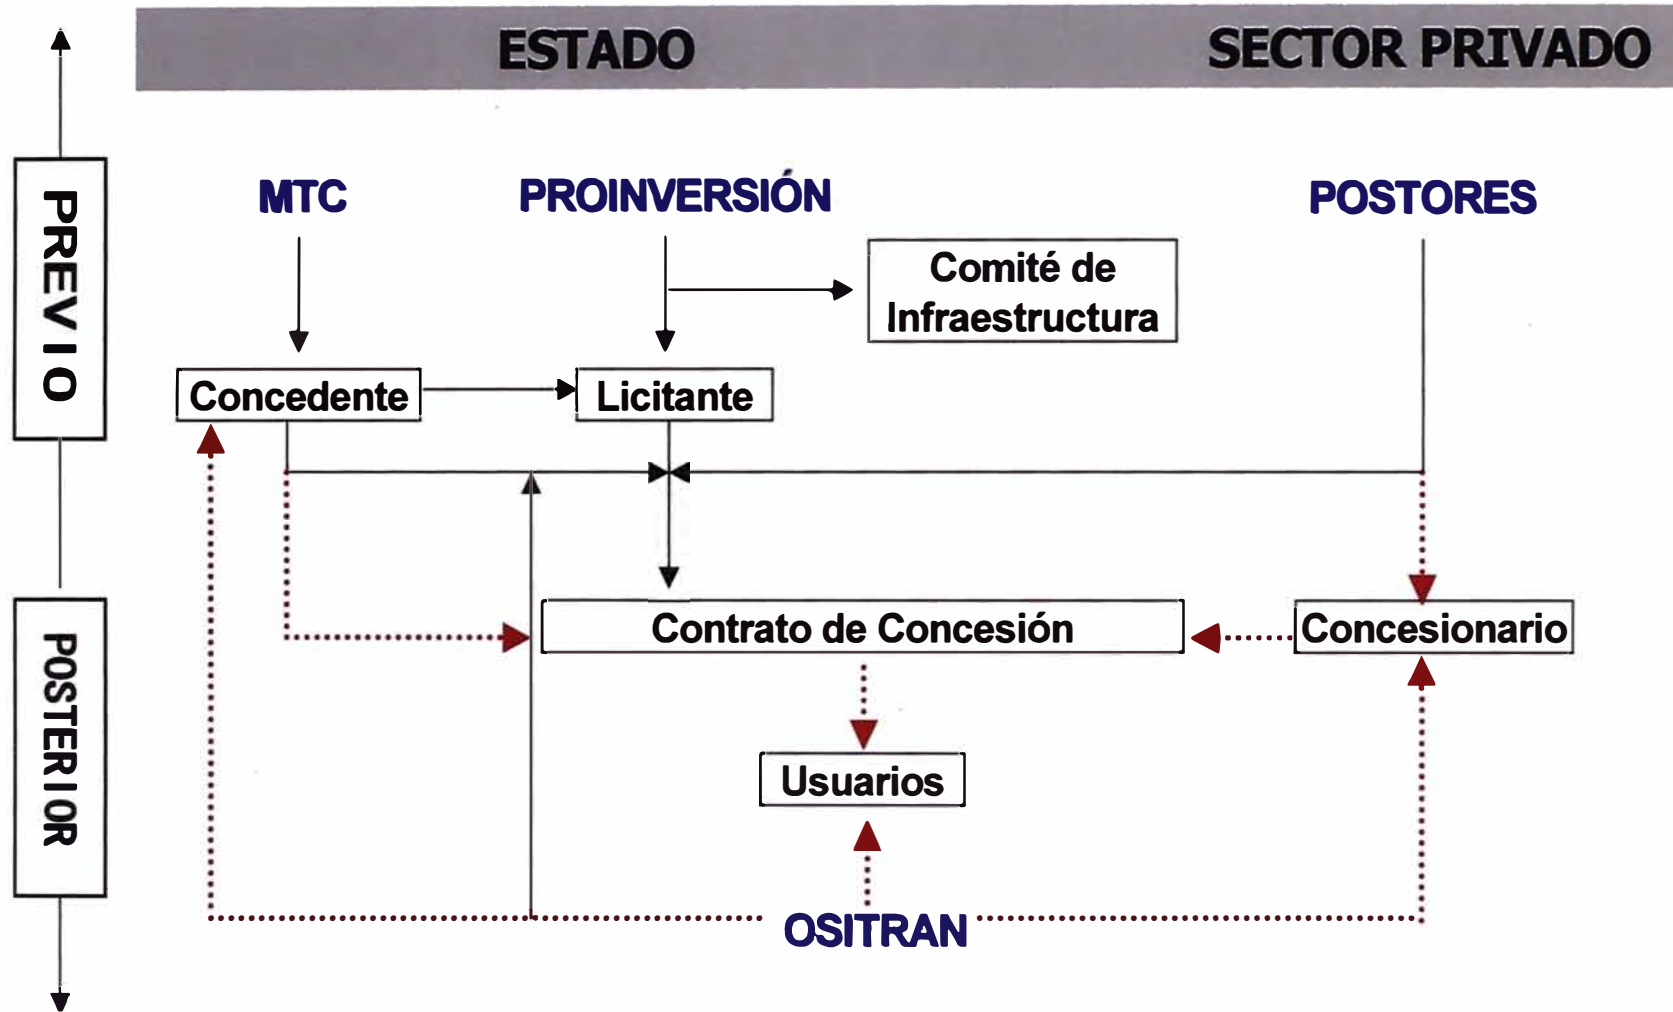 ESTADO SECTOR PRIVADO
PREVIO
MTC PROINVERSIÓN POSTORES
Comité de
Infraestructura
Concedente Licitante
POSTERIOR
Contrato de Concesión Concesionario
Usuarios
OSITRAN